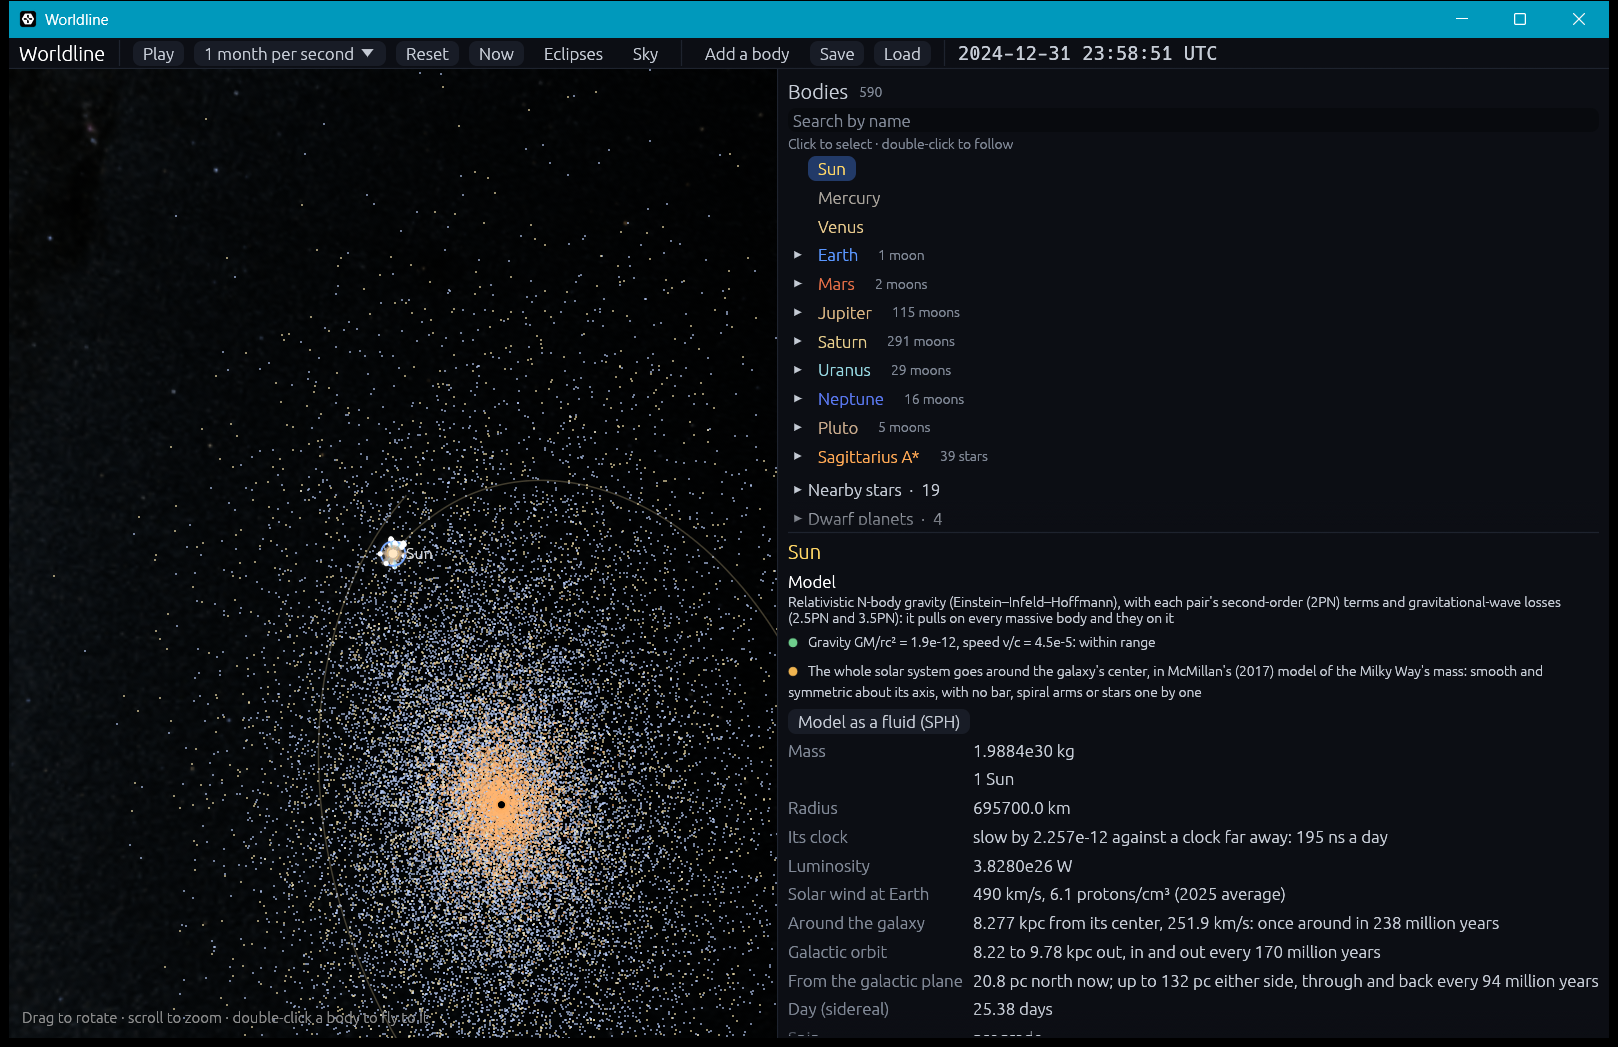 Worldline
Worldline Play 1 month per second Reset Now Eclipses Sky Add a body Save Load 2024-12-31 23:58:51 UTC
Bodies 590
Search by name
Click to select · double-click to follow
Sun
Mercury
Venus
Earth 1 moon
Mars 2 moons
Jupiter 115 moons
Saturn 291 moons
Uranus 29 moons
Neptune 16 moons
Pluto 5 moons
Sagittarius A* 39 stars
Nearby stars · 19
Dwarf planets · 4
Sun
Sun
Model
Relativistic N-body gravity (Einstein–Infeld–Hoffmann), with each pair's second-order (2PN) terms and gravitational-wave losses
(2.5PN and 3.5PN): it pulls on every massive body and they on it
Gravity GM/rc² = 1.9e-12, speed v/c = 4.5e-5: within range
The whole solar system goes around the galaxy's center, in McMillan's (2017) model of the Milky Way's mass: smooth and
symmetric about its axis, with no bar, spiral arms or stars one by one
Model as a fluid (SPH)
Mass 1.9884e30 kg
1 Sun
Radius 695700.0 km
Its clock slow by 2.257e-12 against a clock far away: 195 ns a day
Luminosity 3.8280e26 W
Solar wind at Earth 490 km/s, 6.1 protons/cm³ (2025 average)
Around the galaxy 8.277 kpc from its center, 251.9 km/s: once around in 238 million years
Galactic orbit 8.22 to 9.78 kpc out, in and out every 170 million years
From the galactic plane 20.8 pc north now; up to 132 pc either side, through and back every 94 million years
Day (sidereal) 25.38 days
Drag to rotate · scroll to zoom · double-click a body to fly to it